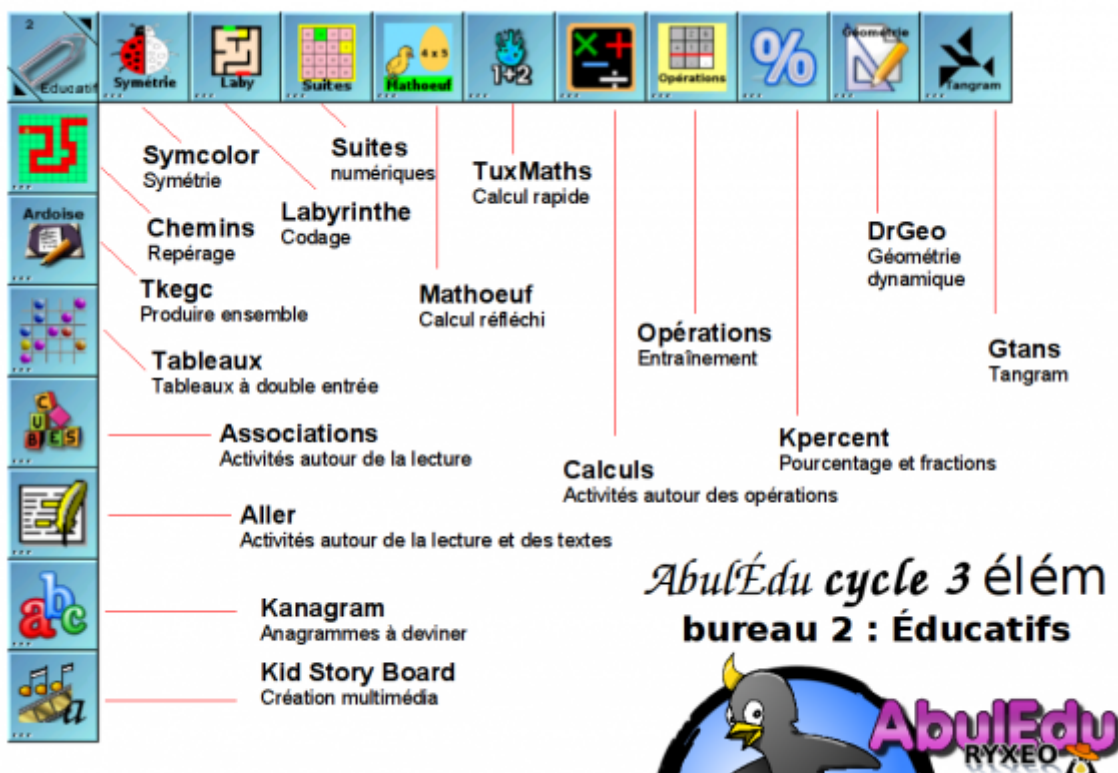 2
Educatif
Symétrie
Laby
Suites
4 x 5
Mathoeuf
1+2
Opérations
%
Géométrie
Tangram
Ardoise
CUBES
abc
a
Symcolor
Symétrie
Suites
numériques
TuxMaths
Calcul rapide
Labyrinthe
Codage
Chemins
Repérage
DrGeo
Géométrie
dynamique
Tkegc
Produire ensemble
Mathoeuf
Calcul réfléchi
Opérations
Entraînement
Gtans
Tangram
Tableaux
Tableaux à double entrée
Associations
Activités autour de la lecture
Kpercent
Pourcentage et fractions
Calculs
Activités autour des opérations
Aller
Activités autour de la lecture et des textes
AbulÉdu cycle 3 élém
bureau 2 : Éducatifs
Kanagram
Anagrammes à deviner
Kid Story Board
Création multimédia
AbulEdu
RYXEO